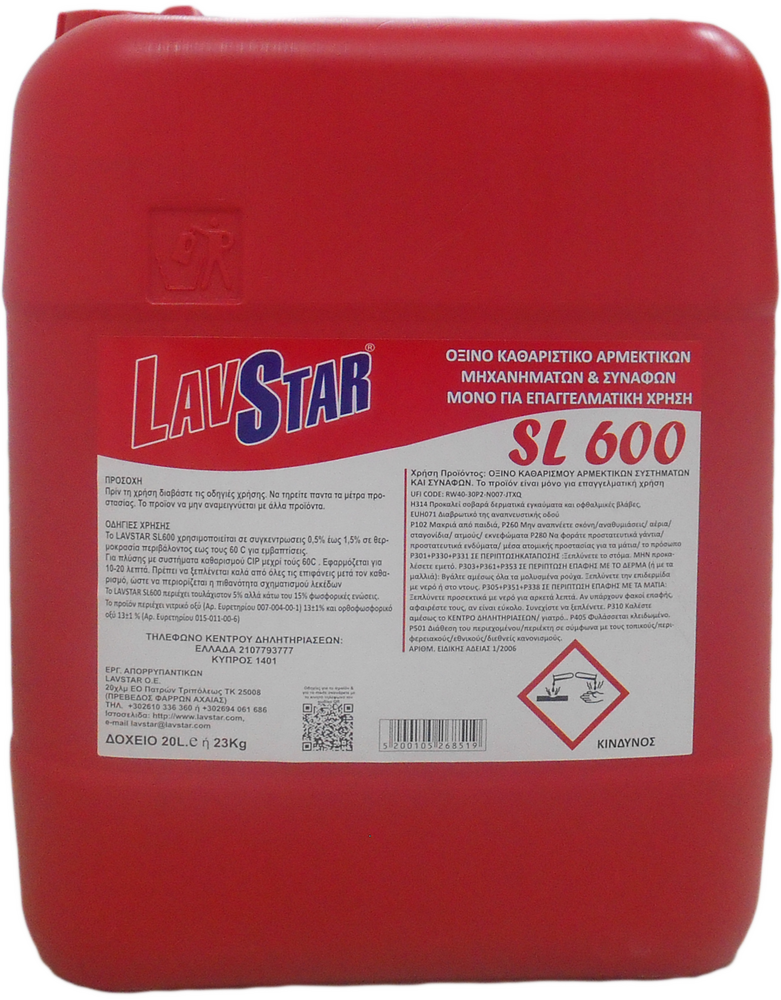 LAVSTAR®
ΟΞΙΝΟ ΚΑΘΑΡΙΣΤΙΚΟ ΑΡΜΕΚΤΙΚΩΝ
ΜΗΧΑΝΗΜΑΤΩΝ & ΣΥΝΑΦΩΝ
ΜΟΝΟ ΓΙΑ ΕΠΑΓΓΕΛΜΑΤΙΚΗ ΧΡΗΣΗ
SL 600
ΠΡΟΣΟΧΗ
Πρίν τη χρήση διαβάστε τις οδηγίες χρήσης. Να τηρείτε παντα τα μέτρα προ-
στασίας. Το προϊον να μην αναμειγνυεται με άλλα προϊόντα.
ΟΔΗΓΙΕΣ ΧΡΗΣΗΣ
Το LAVSTAR SL600 χρησιμοποιείται σε συγκεντρωσεις 0,5% έως 1,5% σε θερ-
μοκρασία περιβάλοντος εως τους 60 C για εμβαπτίσεις.
Για πλύσης με συστήματα καθαρισμού CIP μεχρί τους 60C . Εφαρμόζεται για
10-20 λεπτό. Πρέπει να ξεπλένεται καλά από όλες τις επιφάνεις μετά τον καθα-
ρισμό, ώστε να περιορίζεται η πιθανότητα σχηματισμού λεκέδων
Το LAVSTAR SL600 περιέχει τουλάχιστον 5% αλλά κάτω του 15% φωσφορικές ενώσεις.
Το προϊον περιέχει νιτρικό οξύ (Αρ. Ευρετηρίου 007-004-00-1) 13±1% και ορθοφωσφορικό
οξύ 13±1 % (Αρ. Ευρετηρίου 015-011-00-6)
ΤΗΛΕΦΩΝΟ ΚΕΝΤΡΟΥ ΔΗΛΗΤΗΡΙΑΣΕΩΝ:
ΕΛΛΑΔΑ 2107793777
ΚΥΠΡΟΣ 1401
ΕΡΓ. ΑΠΟΡΡΥΠΑΝΤΙΚΩΝ
LAVSTAR Ο.Ε.
20χλμ ΕΟ Πατρών Τριπόλεως ΤΚ 25008
(ΠΡΕΒΕΔΟΣ ΦΑΡΡΩΝ ΑΧΑΙΑΣ)
ΤΗΛ. +302610 336 360 ή +302694 061 686
Ιστοσελιδα: http://www.lavstar.com,
e-mail lavstar@lavstar.com
ΔΟΧΕΙΟ 20L.℮ ή 23Kg
Χρήση Προϊόντος: ΟΞΙΝΟ ΚΑΘΑΡΙΣΜΟΥ ΑΡΜΕΚΤΙΚΩΝ ΣΥΣΤΗΜΑΤΩΝ
ΚΑΙ ΣΥΝΑΦΩΝ. Το προϊόν είναι μόνο για επαγγελματική χρήση
UFI CODE: RW40-30P2-N007-JTXQ
H314 Προκαλεί σοβαρά δερματικά εγκαύματα και οφθαλμικές βλάβες,
EUH071 Διαβρωτικό της αναπνευστικής οδού
P102 Μακριά από παιδιά, P260 Μην αναπνέετε σκόνη/αναθυμιάσεις/ αέρια/
σταγονίδια/ ατμούς/ εκνεφώματα P280 Να φοράτε προστατευτικά γάντια/
προστατευτικά ενδύματα/ μέσα ατομικής προστασίας για τα μάτια/ το πρόσωπο
P301+P330+P331 ΣΕ ΠΕΡΙΠΤΩΣΗΚΑΤΑΠΟΣΗΣ :Ξεπλύνετε το στόμα. ΜΗΝ προκα-
λέσετε εμετό. P303+P361+P353 ΣΕ ΠΕΡΙΠΤΩΣΗ ΕΠΑΦΗΣ ΜΕ ΤΟ ΔΕΡΜΑ (ή με τα
μαλλιά): Βγάλτε αμέσως όλα τα μολυσμένα ρούχα. Ξεπλύνετε την επιδερμίδα
με νερό ή στο ντους. P305+P351+P338 ΣΕ ΠΕΡΙΠΤΩΣΗ ΕΠΑΦΗΣ ΜΕ ΤΑ ΜΑΤΙΑ:
Ξεπλύνετε προσεκτικά με νερό για αρκετά λεπτά. Αν υπάρχουν φακοί επαφής,
αφαιρέστε τους, αν είναι εύκολο. Συνεχίστε να ξεπλένετε. P310 Καλέστε
αμέσως το ΚΕΝΤΡΟ ΔΗΛΗΤΗΡΙΑΣΕΩΝ/ γιατρό.. P405 Φυλάσσεται κλειδωμένο.
P501 Διάθεση του περιεχομένου/περιέκτη σε σύμφωνα με τους τοπικούς/περι-
φερειακούς/εθνικούς/διεθνείς κανονισμούς.
ΑΡΙΘΜ. ΕΙΔΙΚΗΣ ΑΔΕΙΑΣ 1/2006
5200105268519
ΚΙΝΔΥΝΟΣ